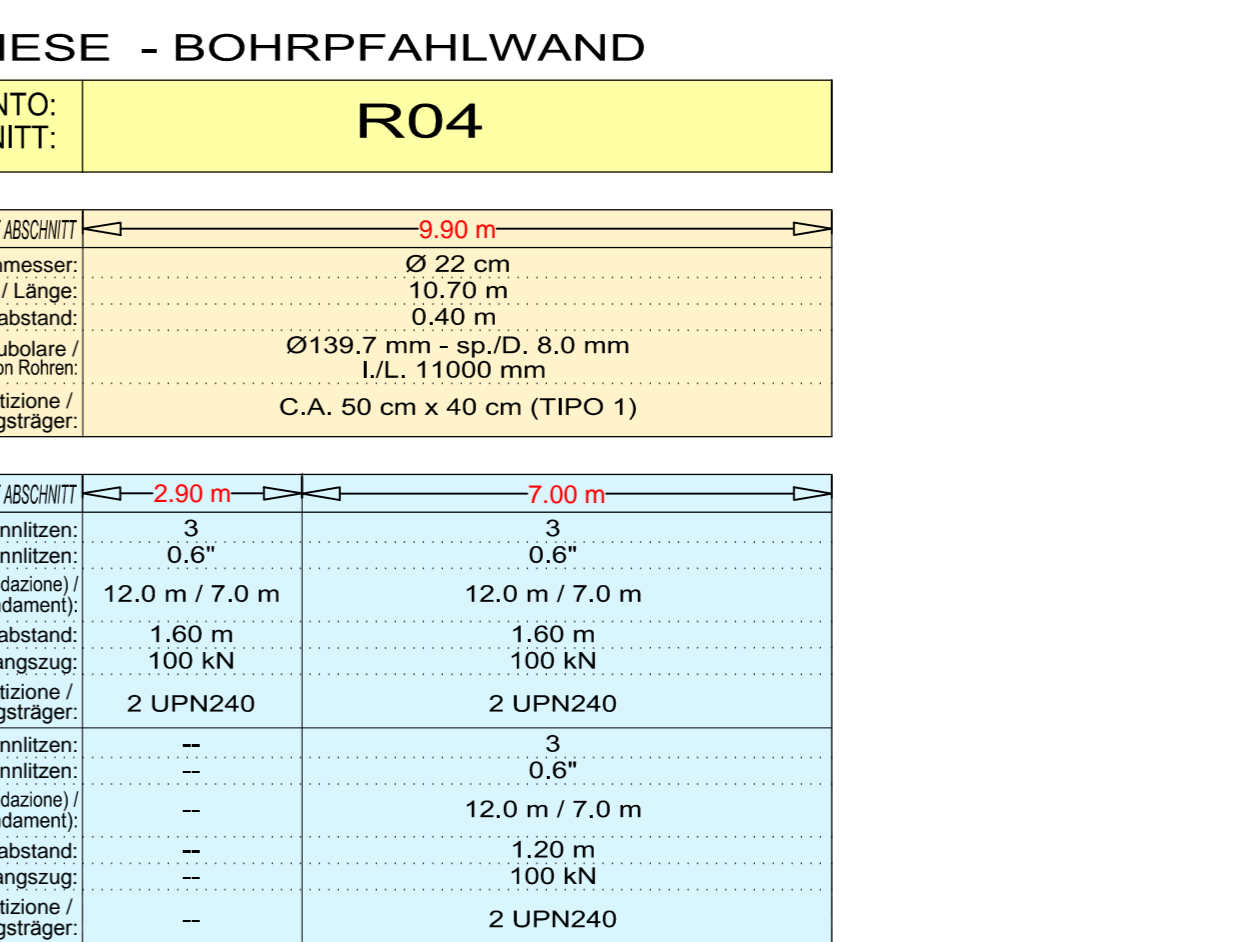 IESE - BOHRPFAHLWAND
NTO:
NITT:
R04
ABSCHNITT
9.90 m
messer:
Ø 22 cm
/ Länge:
10.70 m
abstand:
0.40 m
ubolare /
on Rohren:
Ø139.7 mm - sp./D. 8.0 mm
l./L. 11000 mm
tizione /
gsträger:
C.A. 50 cm x 40 cm (TIPO 1)
ABSCHNITT
2.90 m
7.00 m
nnlitzen:
3
3
nnlitzen:
0.6"
0.6"
dazione) /
ndament):
12.0 m / 7.0 m
12.0 m / 7.0 m
abstand:
1.60 m
1.60 m
angszug:
100 kN
100 kN
tizione /
gsträger:
2 UPN240
2 UPN240
nnlitzen:
--
3
nnlitzen:
--
0.6"
dazione) /
ndament):
--
12.0 m / 7.0 m
abstand:
--
1.20 m
angszug:
--
100 kN
tizione /
gsträger:
--
2 UPN240